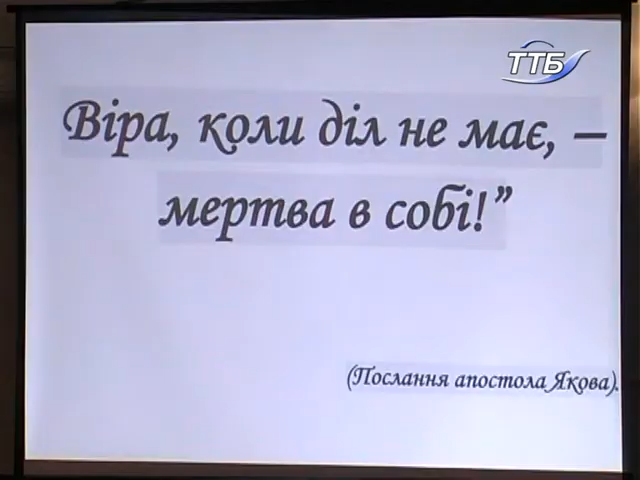 ТТБ
Віра, коли діл не має, –
мертва в собі!”
(Послання апостола Якова).